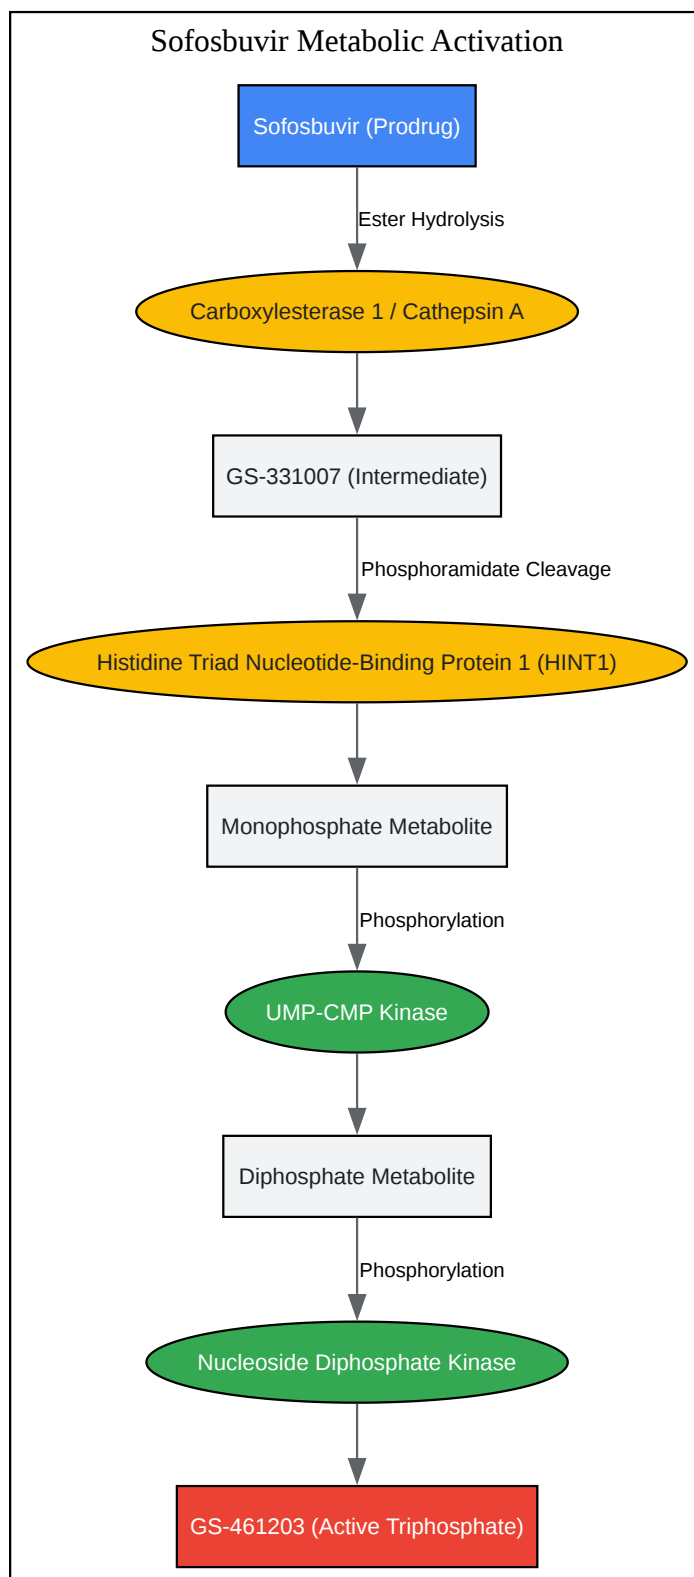 Sofosbuvir Metabolic Activation
Sofosbuvir (Prodrug)
Ester Hydrolysis
Carboxylesterase 1 / Cathepsin A
GS-331007 (Intermediate)
Phosphoramidate Cleavage
Histidine Triad Nucleotide-Binding Protein 1 (HINT1)
Monophosphate Metabolite
Phosphorylation
UMP-CMP Kinase
Diphosphate Metabolite
Phosphorylation
Nucleoside Diphosphate Kinase
GS-461203 (Active Triphosphate)